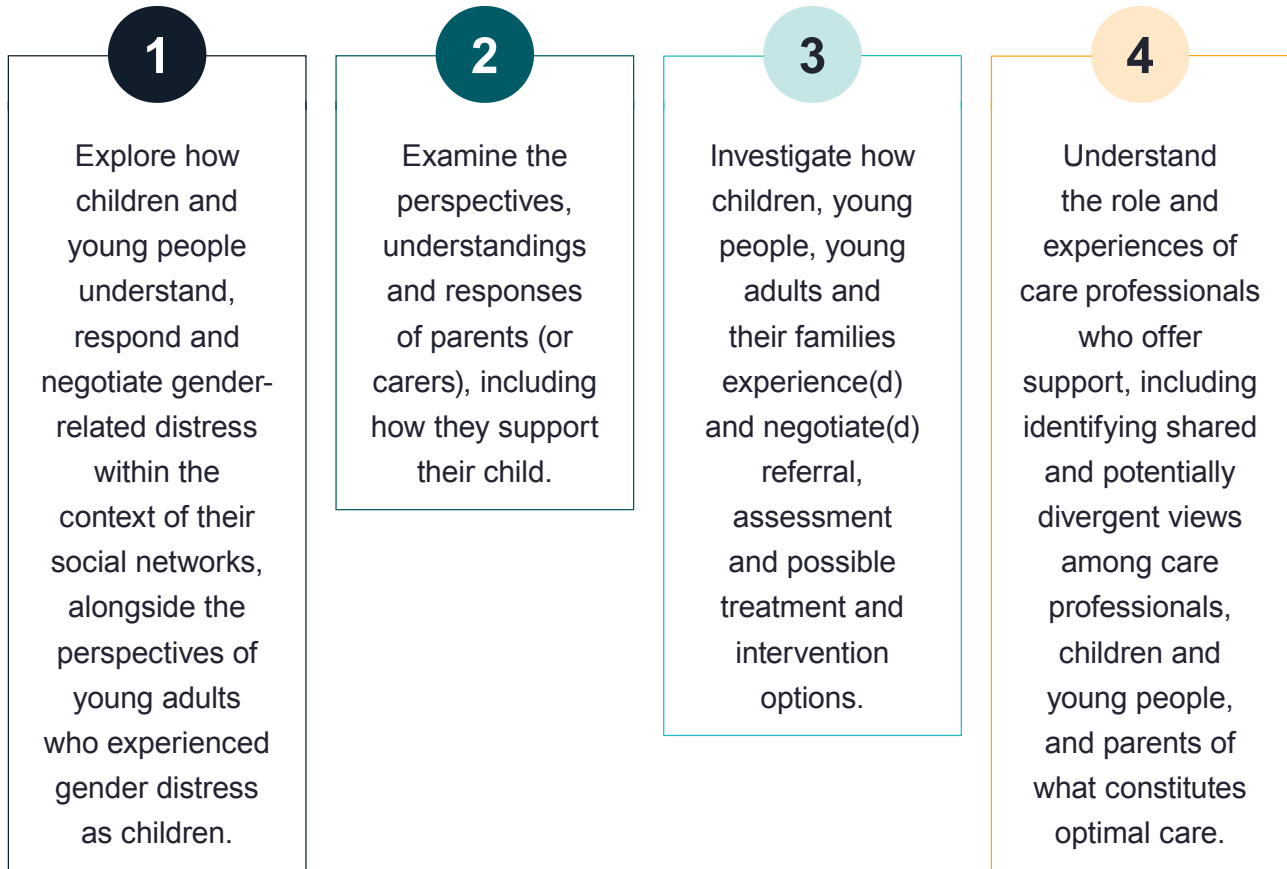 1
Explore how
children and
young people
understand,
respond and
negotiate gender-
related distress
within the
context of their
social networks,
alongside the
perspectives of
young adults
who experienced
gender distress
as children.
2
Examine the
perspectives,
understandings
and responses
of parents (or
carers), including
how they support
their child.
3
Investigate how
children, young
people, young
adults and
their families
experience(d)
and negotiate(d)
referral,
assessment
and possible
treatment and
intervention
options.
4
Understand
the role and
experiences of
care professionals
who offer
support, including
identifying shared
and potentially
divergent views
among care
professionals,
children and
young people,
and parents of
what constitutes
optimal care.